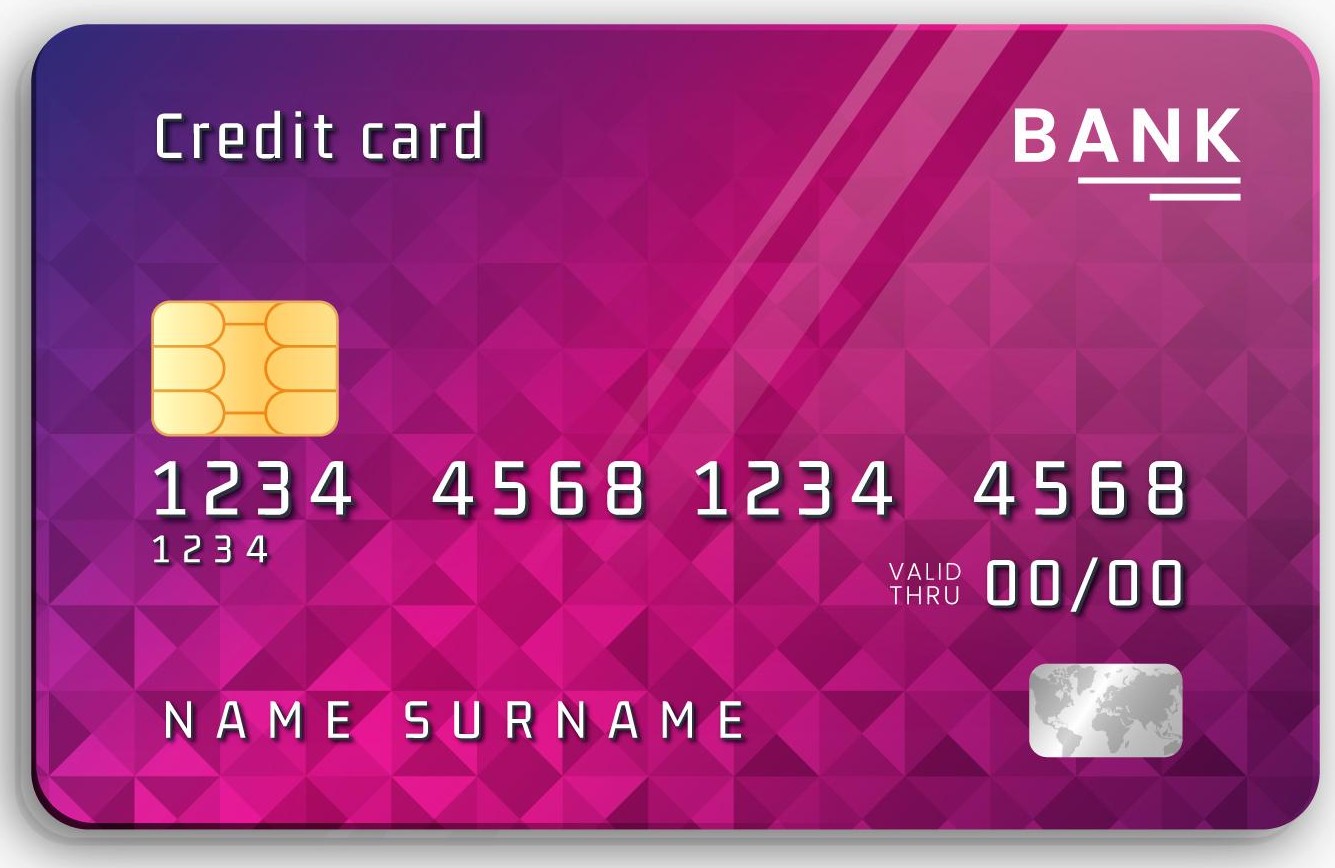 Credit card
BANK
1234 4568 1234 4568
1234
VALID
THRU
00/00
NAME SURNAME